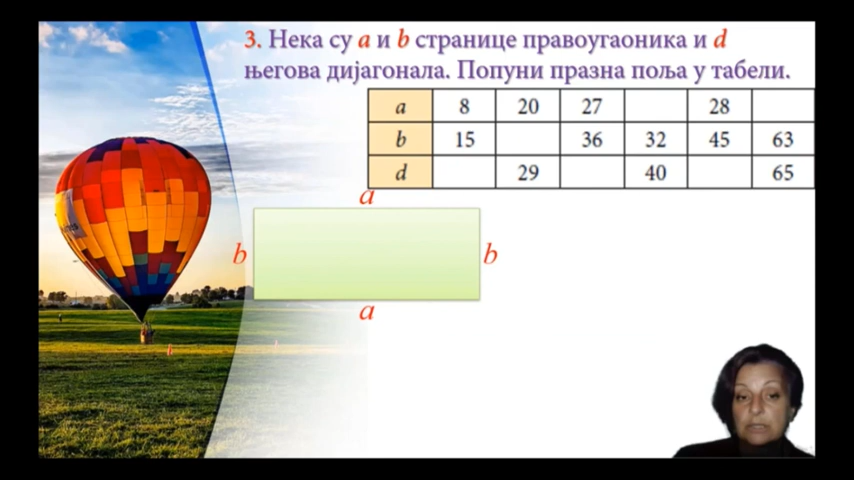 3. Нека су a и b странице правоугаоника и d
његова дијагонала. Попуни празна поља у табели.
a 8 20 27 28
b 15 36 32 45 63
d 29 40 65
a
b b
a